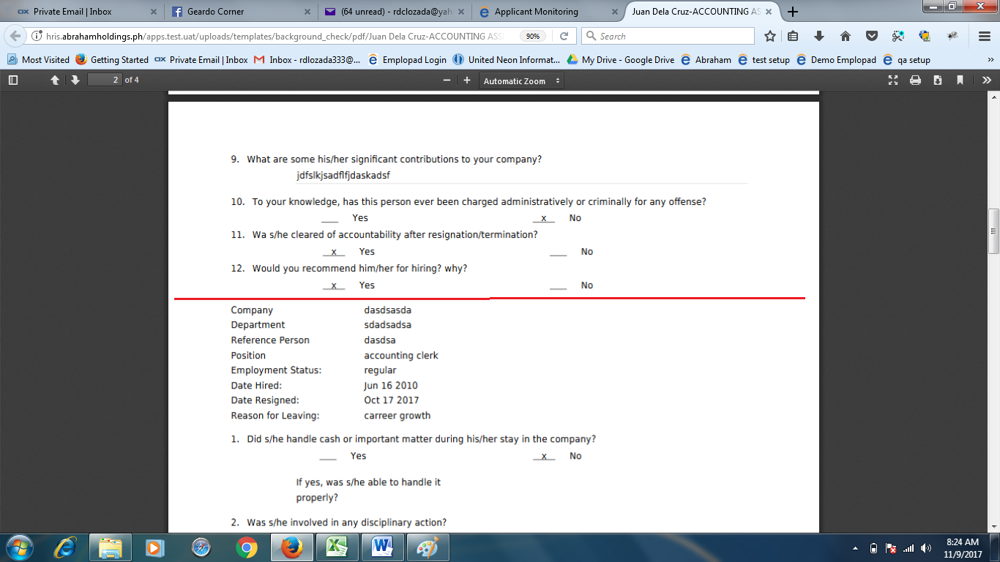 Private Email | Inbox
Geardo Corner
(64 unread) - rdclozada@yah
Applicant Monitoring
Juan Dela Cruz-ACCOUNTING AS
hris.abrahamholdings.ph/apps.test.uat/uploads/templates/background_check/pdf/Juan Dela Cruz-ACCOUNTING ASS
90%
Search
Most Visited
Getting Started
Private Email | Inbox
Inbox - rdlozada333@...
Emplopad Login
United Neon Informat...
My Drive - Google Drive
Abraham
test setup
Demo Emplopad
qa setup
2 of 4
Automatic Zoom
9. What are some his/her significant contributions to your company?
jdfslkjsadflfjdaskadsf
10. To your knowledge, has this person ever been charged administratively or criminally for any offense?
___ Yes __x__ No
11. Wa s/he cleared of accountability after resignation/termination?
__x__ Yes ___ No
12. Would you recommend him/her for hiring? why?
__x__ Yes ___ No
Company dasdsasda
Department sdadsadsa
Reference Person dasdsa
Position accounting clerk
Employment Status: regular
Date Hired: Jun 16 2010
Date Resigned: Oct 17 2017
Reason for Leaving: carreer growth
1. Did s/he handle cash or important matter during his/her stay in the company?
___ Yes __x__ No
If yes, was s/he able to handle it
properly?
2. Was s/he involved in any disciplinary action?
8:24 AM
11/9/2017